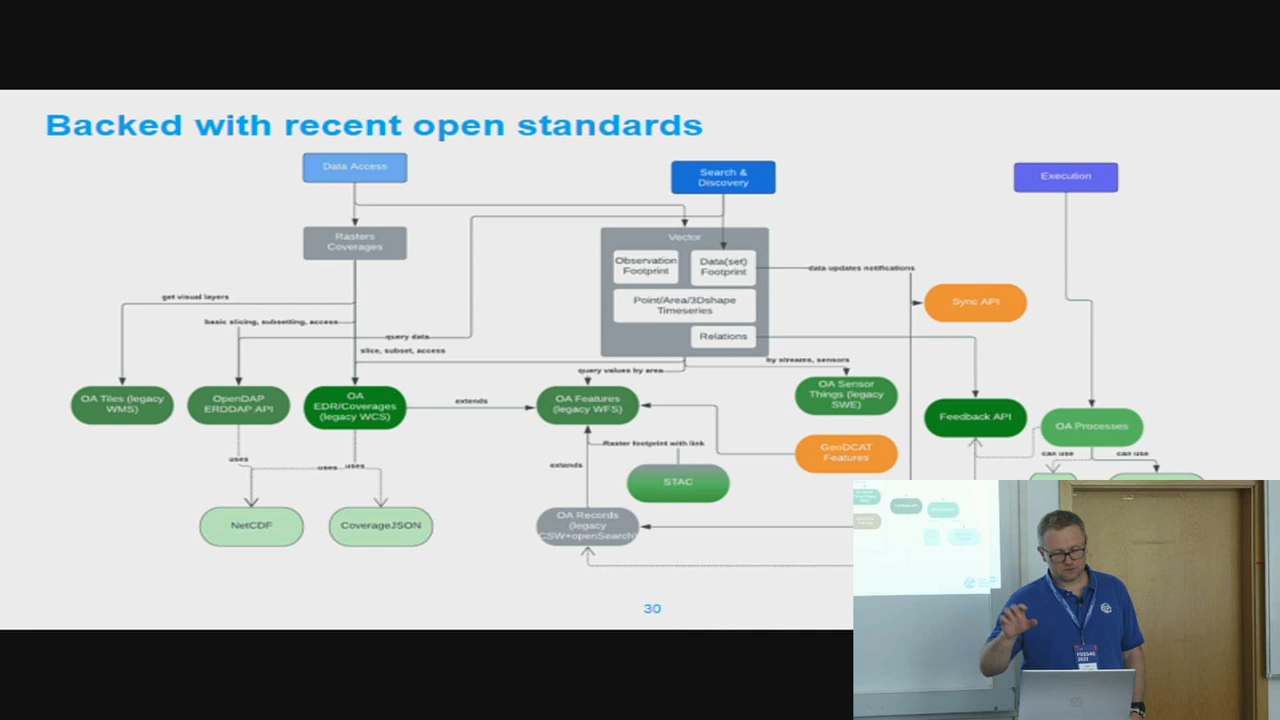 Backed with recent open standards
Data Access
Search &
Discovery
Execution
Rasters
Coverages
Vector
Observation
Footprint
Data(set)
Footprint
Point/Area/3Dshape
Timeseries
Relations
data updates notifications
Sync API
get visual layers
basic slicing, subsetting, access
query data
slice, subset, access
query values by area
by streams, sensors
OA Tiles (legacy
WMS)
OpenDAP
ERDDAP API
OA
EDR/Coverages
(legacy WCS)
extends
OA Features
(legacy WFS)
OA Sensor
Things (legacy
SWE)
Feedback API
OA Processes
uses
uses
uses
extends
Raster footprint with link
GeoDCAT
Features
can use
can use
STAC
NetCDF
CoverageJSON
OA Records
(legacy
CSW+openSearch)
30